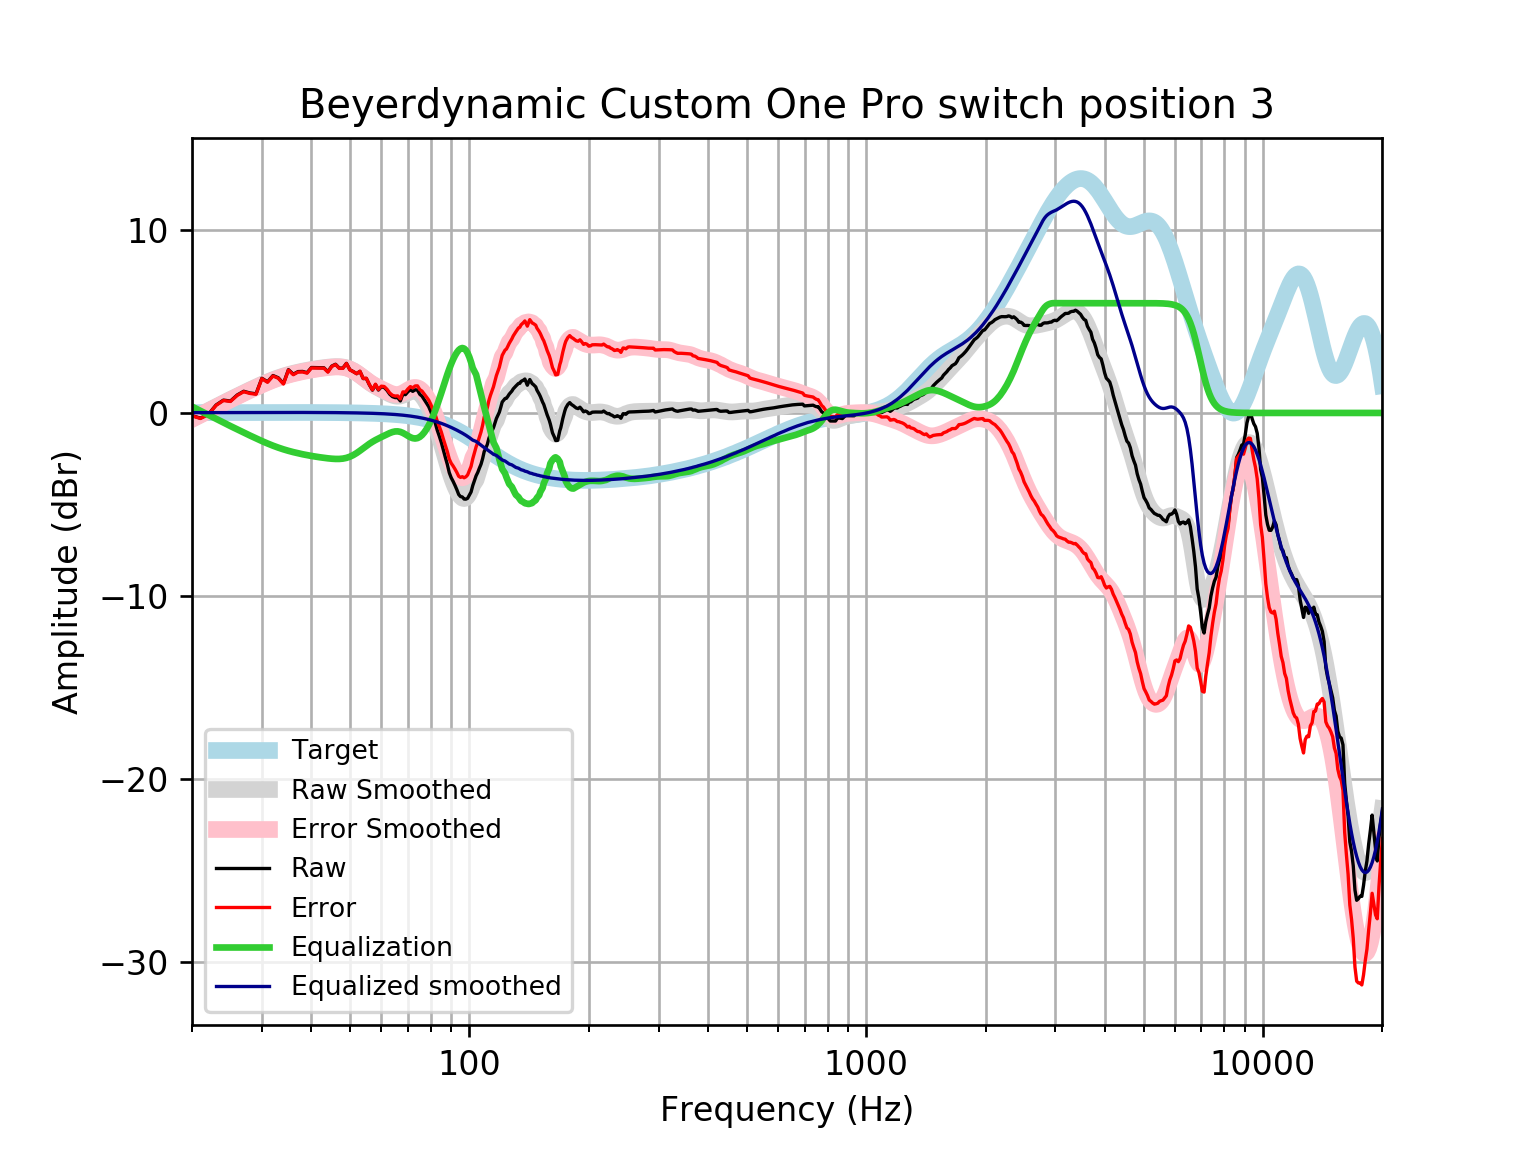 Beyerdynamic Custom One Pro switch position 3
Amplitude (dBr)
10
0
−10
−20
−30
Target
Raw Smoothed
Error Smoothed
Raw
Error
Equalization
Equalized smoothed
100
1000
10000
Frequency (Hz)